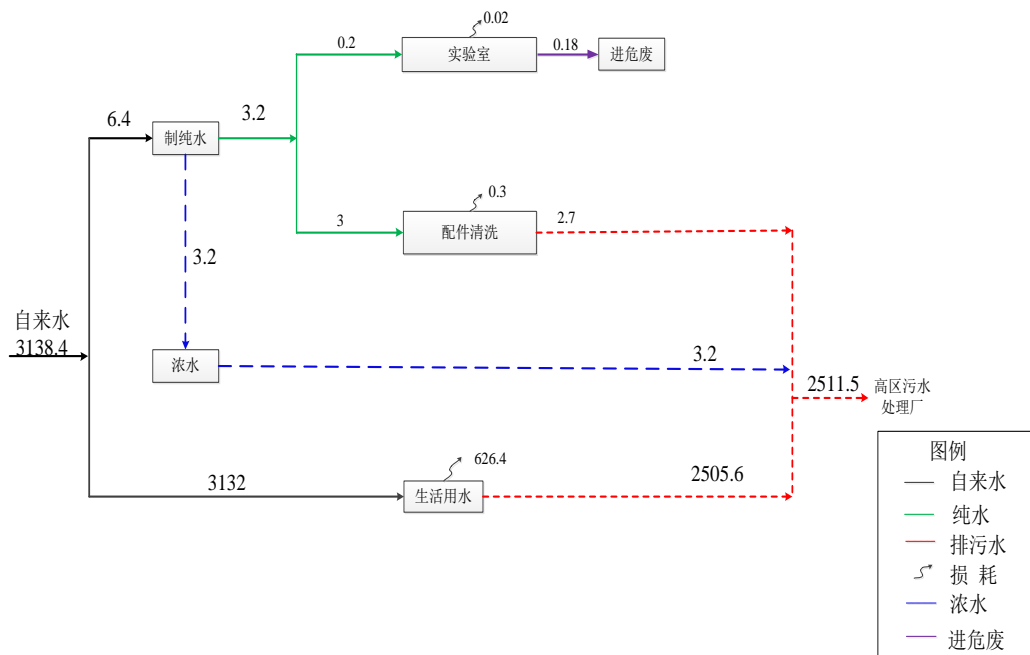 0.02
0.2
实验室
0.18
进危废
6.4
制纯水
3.2
0.3
3
配件清洗
2.7
3.2
自来水
3138.4
浓水
3.2
2511.5
高区污水
处理厂
626.4
3132
生活用水
2505.6
图例
自来水
纯水
排污水
损 耗
浓水
进危废